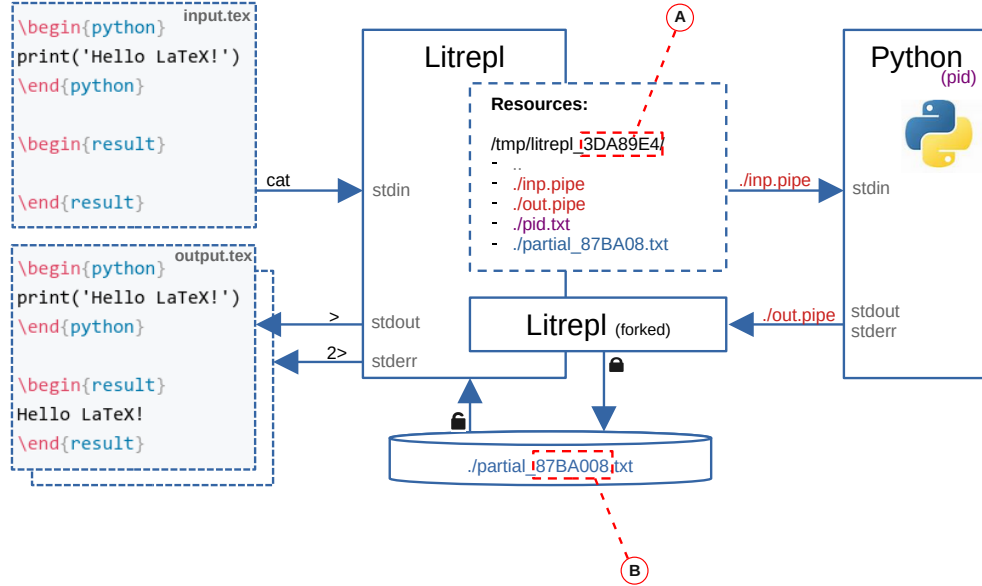 input.tex
\begin{python}
print('Hello LaTeX!')
\end{python}
\begin{result}
\end{result}
cat
output.tex
\begin{python}
print('Hello LaTeX!')
\end{python}
\begin{result}
Hello LaTeX!
\end{result}
>
2>
Litrepl
stdin
stdout
stderr
A
Resources:
/tmp/litrepl_3DA89E4/
- ..
- ./inp.pipe
- ./out.pipe
- ./pid.txt
- ./partial_87BA08.txt
Litrepl (forked)
./partial_87BA008.txt
B
./inp.pipe
./out.pipe
Python
(pid)
stdin
stdout
stderr